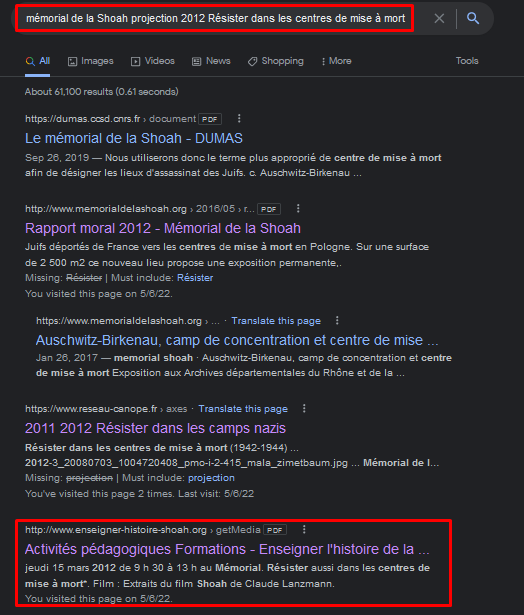 mémorial de la Shoah projection 2012 Résister dans les centres de mise à mort
All Images Videos News Shopping More Tools
About 61,100 results (0.61 seconds)
https://dumas.ccsd.cnrs.fr › document PDF
Le mémorial de la Shoah - DUMAS
Sep 26, 2019 — Nous utiliserons donc le terme plus approprié de centre de mise à mort
afin de désigner les lieux d'assassinat des Juifs. c. Auschwitz-Birkenau ...
http://www.memorialdelashoah.org › 2016/05 › r... PDF
Rapport moral 2012 - Mémorial de la Shoah
Juifs déportés de France vers les centres de mise à mort en Pologne. Sur une surface
de 2 500 m2 ce nouveau lieu propose une exposition permanente,.
Missing: Résister | Must include: Résister
You visited this page on 5/6/22.
http://www.memorialdelashoah.org › ... · Translate this page
Auschwitz-Birkenau, camp de concentration et centre de mise ...
Jan 26, 2017 — memorial shoah · Auschwitz-Birkenau, camp de concentration et centre
de mise à mort Exposition aux Archives départementales du Rhône et de la ...
https://www.reseau-canope.fr › axes · Translate this page
2011 2012 Résister dans les camps nazis
Résister dans les centres de mise à mort (1942-1944) ...
2012-3_20080703_1004720408_pmo-i-2-415_mala_zimetbaum.jpg ... Mémorial de l...
Missing: projection | Must include: projection
You've visited this page 2 times. Last visit: 5/6/22
http://www.enseigner-histoire-shoah.org › getMedia PDF
Activités pédagogiques Formations - Enseigner l'histoire de la ...
jeudi 15 mars 2012 de 9 h 30 à 13 h au Mémorial. Résister aussi dans les centres de
mise à mort*. Film : Extraits du film Shoah de Claude Lanzmann.
You visited this page on 5/6/22.